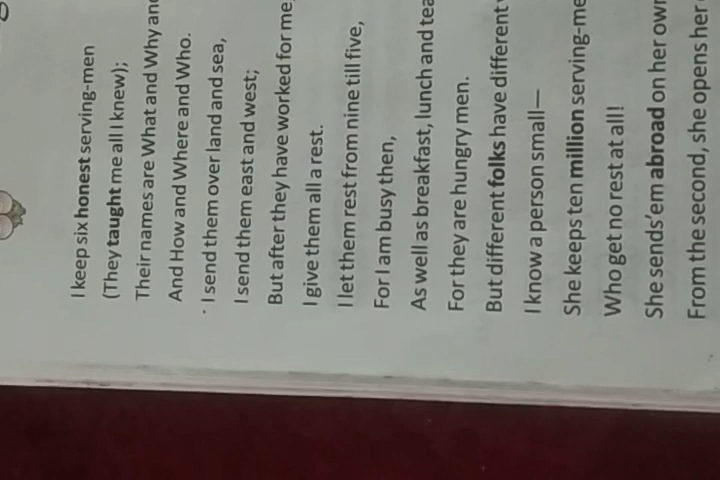 I keep six honest serving-men
(They taught me all I knew);
Their names are What and Why and
And How and Where and Who.
I send them over land and sea,
I send them east and west;
But after they have worked for me,
I give them all a rest.
I let them rest from nine till five,
For I am busy then,
As well as breakfast, lunch and tea
For they are hungry men.
But different folks have different
I know a person small—
She keeps ten million serving-me
Who get no rest at all!
She sends'em abroad on her own
From the second, she opens her